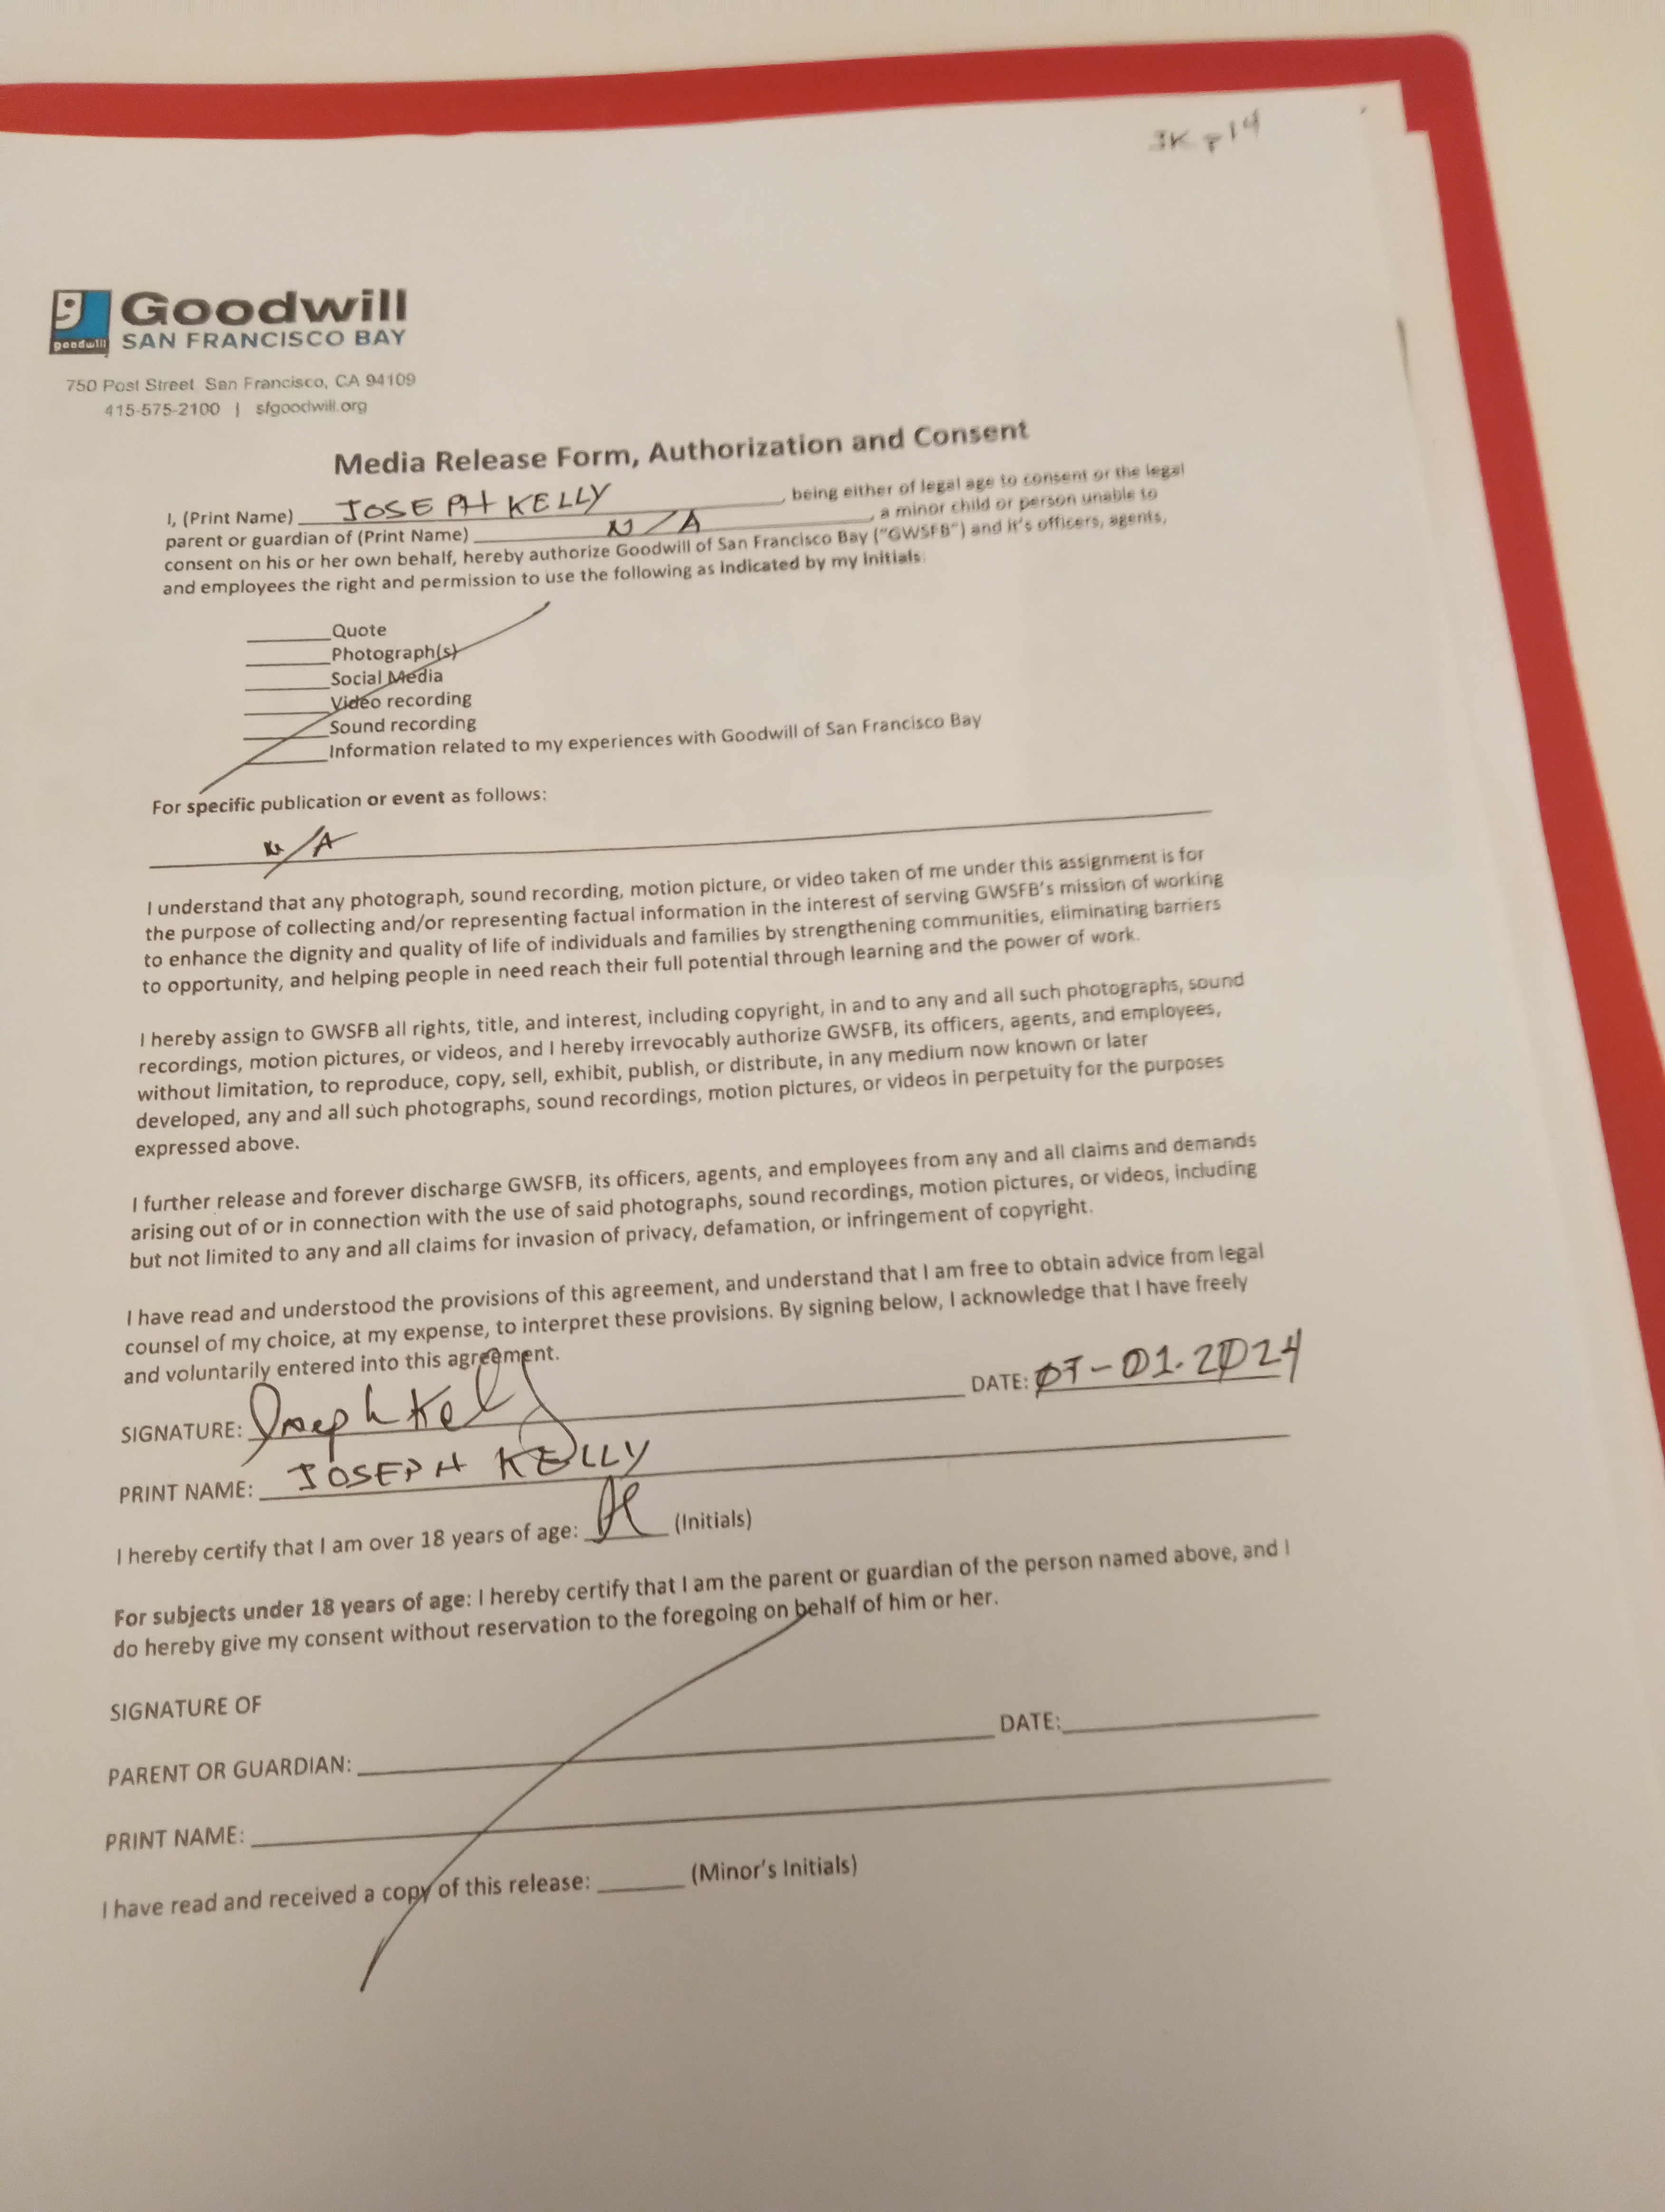 JK P14
g
goodwill
Goodwill
SAN FRANCISCO BAY
750 Post Street San Francisco, CA 94109
415-575-2100 | sfgoodwill.org
Media Release Form, Authorization and Consent
I, (Print Name) JOSEPH KELLY, being either of legal age to consent or the legal
parent or guardian of (Print Name) N/A, a minor child or person unable to
consent on his or her own behalf, hereby authorize Goodwill of San Francisco Bay ("GWSFB") and it's officers, agents,
and employees the right and permission to use the following as indicated by my Initials:
Quote
Photograph(s)
Social Media
Video recording
Sound recording
Information related to my experiences with Goodwill of San Francisco Bay
For specific publication or event as follows:
N/A
I understand that any photograph, sound recording, motion picture, or video taken of me under this assignment is for
the purpose of collecting and/or representing factual information in the interest of serving GWSFB's mission of working
to enhance the dignity and quality of life of individuals and families by strengthening communities, eliminating barriers
to opportunity, and helping people in need reach their full potential through learning and the power of work.
I hereby assign to GWSFB all rights, title, and interest, including copyright, in and to any and all such photographs, sound
recordings, motion pictures, or videos, and I hereby irrevocably authorize GWSFB, its officers, agents, and employees,
without limitation, to reproduce, copy, sell, exhibit, publish, or distribute, in any medium now known or later
developed, any and all such photographs, sound recordings, motion pictures, or videos in perpetuity for the purposes
expressed above.
I further release and forever discharge GWSFB, its officers, agents, and employees from any and all claims and demands
arising out of or in connection with the use of said photographs, sound recordings, motion pictures, or videos, including
but not limited to any and all claims for invasion of privacy, defamation, or infringement of copyright.
I have read and understood the provisions of this agreement, and understand that I am free to obtain advice from legal
counsel of my choice, at my expense, to interpret these provisions. By signing below, I acknowledge that I have freely
and voluntarily entered into this agreement.
SIGNATURE: Joseph Kelly DATE: 07-01-2024
PRINT NAME: JOSEPH KELLY
I hereby certify that I am over 18 years of age: JK (Initials)
For subjects under 18 years of age: I hereby certify that I am the parent or guardian of the person named above, and I
do hereby give my consent without reservation to the foregoing on behalf of him or her.
SIGNATURE OF
PARENT OR GUARDIAN: DATE:
PRINT NAME:
I have read and received a copy of this release: (Minor's Initials)